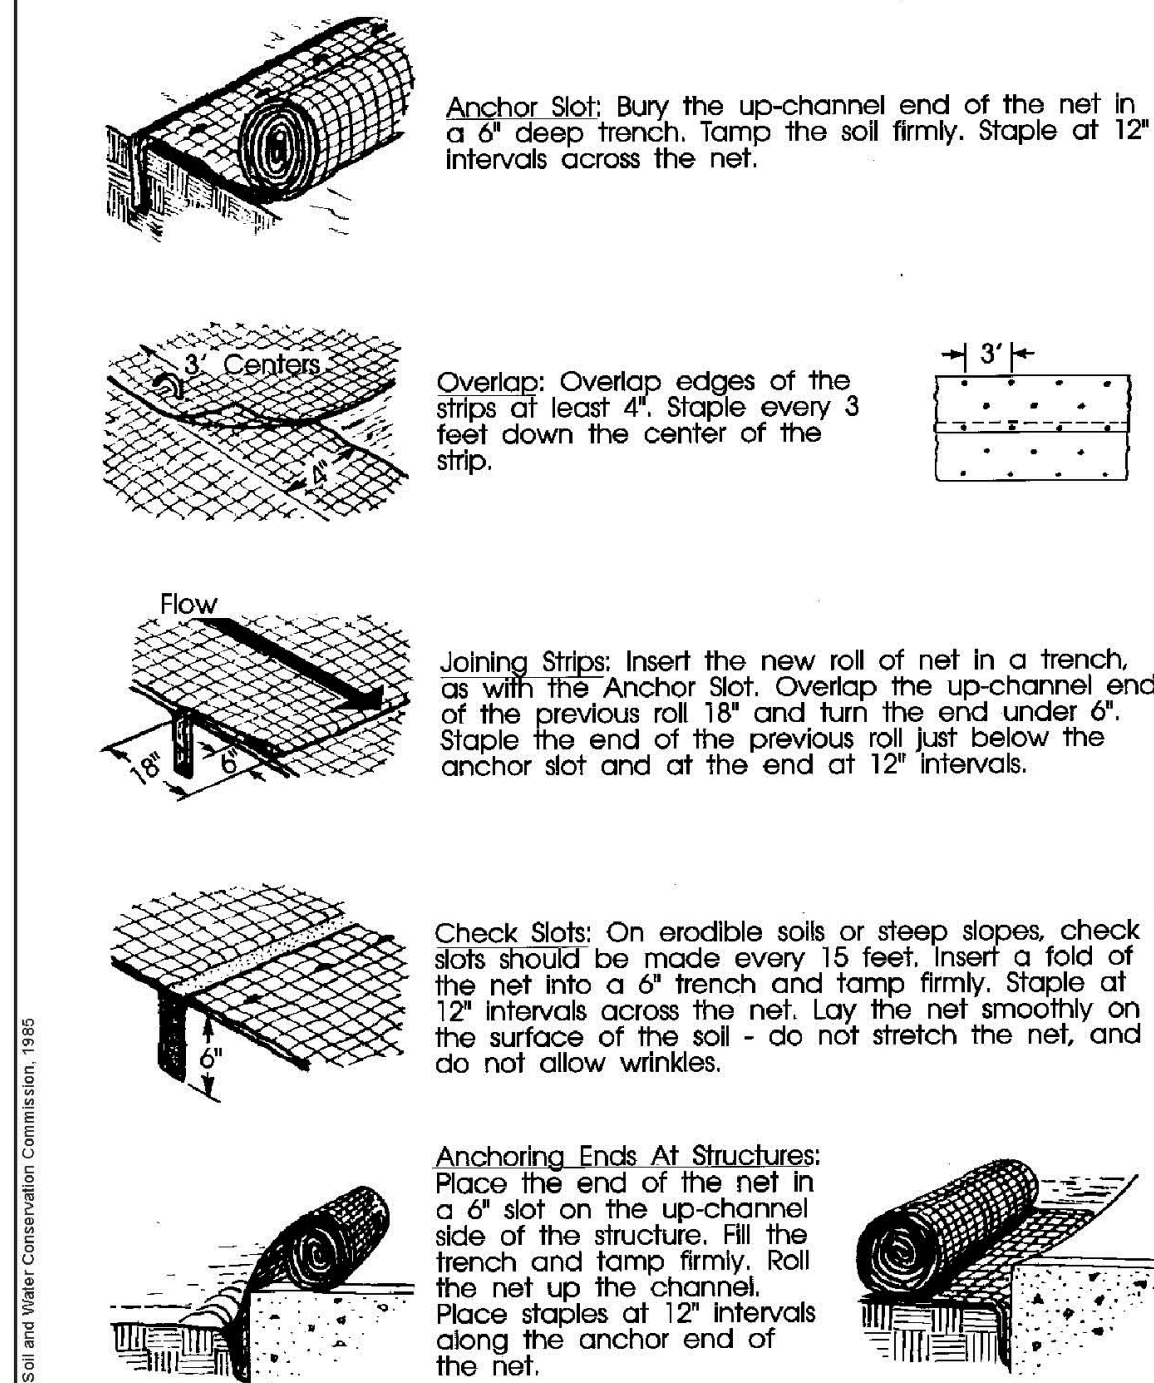 Anchor Slot: Bury the up-channel end of the net in
a 6" deep trench. Tamp the soil firmly. Staple at 12"
intervals across the net.
3' Centers
4"
Overlap: Overlap edges of the
strips at least 4". Staple every 3
feet down the center of the
strip.
3'
Flow
18"
6"
Joining Strips: Insert the new roll of net in a trench,
as with the Anchor Slot. Overlap the up-channel end
of the previous roll 18" and turn the end under 6".
Staple the end of the previous roll just below the
anchor slot and at the end at 12" intervals.
6"
Check Slots: On erodible soils or steep slopes, check
slots should be made every 15 feet. Insert a fold of
the net into a 6" trench and tamp firmly. Staple at
12" intervals across the net. Lay the net smoothly on
the surface of the soil - do not stretch the net, and
do not allow wrinkles.
Anchoring Ends At Structures:
Place the end of the net in
a 6" slot on the up-channel
side of the structure. Fill the
trench and tamp firmly. Roll
the net up the channel.
Place staples at 12" intervals
along the anchor end of
the net.
Soil and Water Conservation Commission, 1985